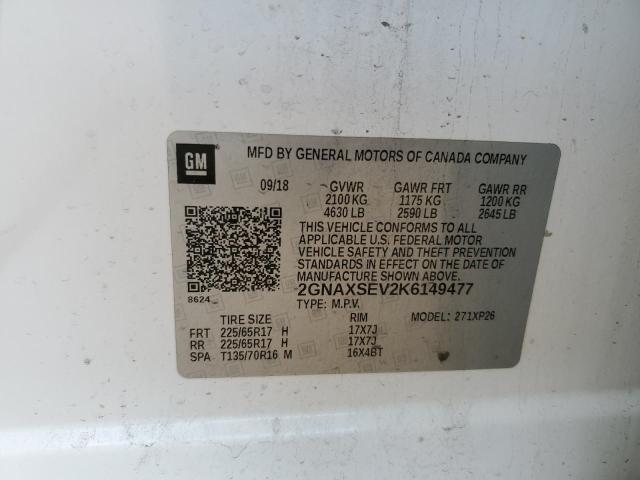 GM
MFD BY GENERAL MOTORS OF CANADA COMPANY
09/18 GVWR GAWR FRT GAWR RR
2100 KG 1175 KG 1200 KG
4630 LB 2590 LB 2645 LB
THIS VEHICLE CONFORMS TO ALL
APPLICABLE U.S. FEDERAL MOTOR
VEHICLE SAFETY AND THEFT PREVENTION
STANDARDS IN EFFECT ON THE DATE OF
MANUFACTURE SHOWN ABOVE.
8624 2GNAXSEV2K6149477
TYPE: M.P.V. MODEL: 271XP26
TIRE SIZE RIM
FRT 225/65R17 H 17X7J
RR 225/65R17 H 17X7J
SPA T135/70R16 M 16X4BT